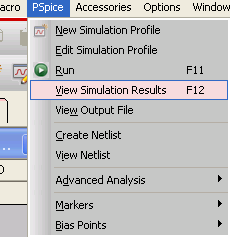 acro PSpice Accessories Options Window
New Simulation Profile
Edit Simulation Profile
Run F11
View Simulation Results F12
View Output File
Create Netlist
View Netlist
Advanced Analysis
Markers
Bias Points